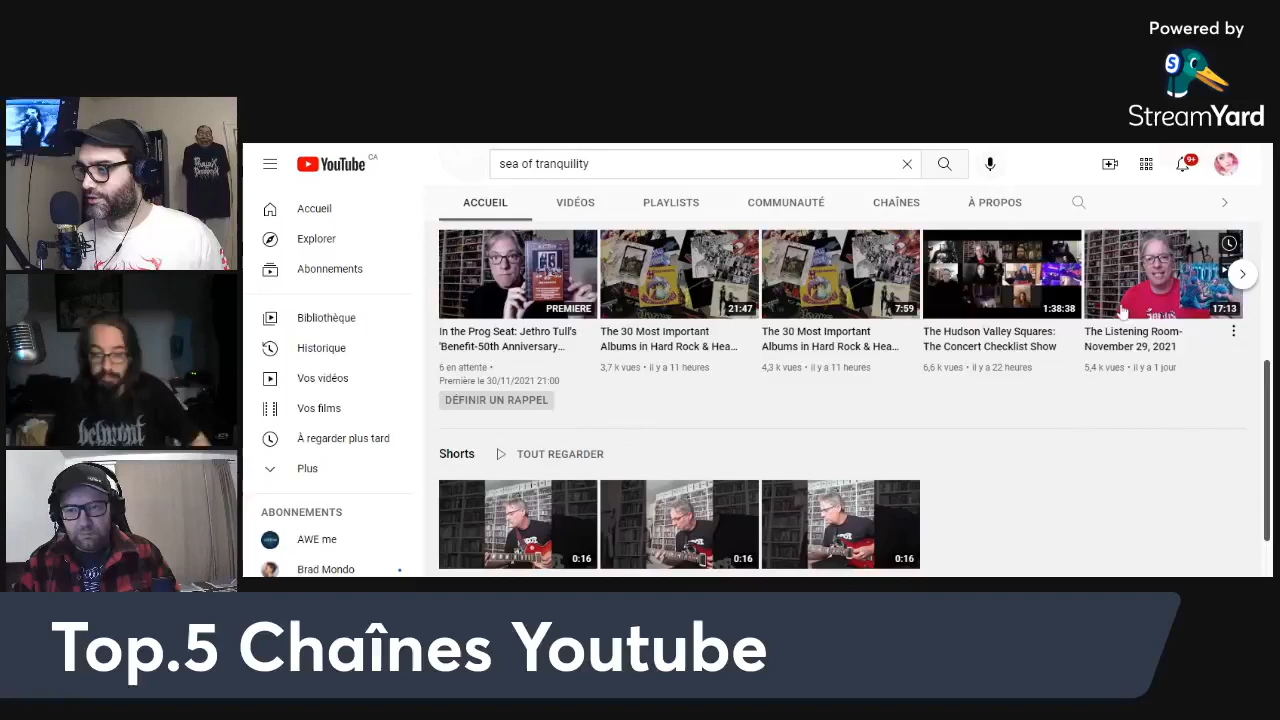 Powered by
StreamYard
YouTube CA
sea of tranquility
9+
Accueil
Explorer
Abonnements
Bibliothèque
Historique
Vos vidéos
Vos films
À regarder plus tard
Plus
ABONNEMENTS
AWE me
Brad Mondo
ACCUEIL VIDÉOS PLAYLISTS COMMUNAUTÉ CHAÎNES À PROPOS
PREMIERE 21:47 7:59 1:38:38 17:13
In the Prog Seat: Jethro Tull's
'Benefit-50th Anniversary...
6 en attente •
Première le 30/11/2021 21:00
DÉFINIR UN RAPPEL
The 30 Most Important
Albums in Hard Rock & Hea...
3,7 k vues • il y a 11 heures
The 30 Most Important
Albums in Hard Rock & Hea...
4,3 k vues • il y a 11 heures
The Hudson Valley Squares:
The Concert Checklist Show
6,6 k vues • il y a 22 heures
The Listening Room-
November 29, 2021
5,4 k vues • il y a 1 jour
Shorts TOUT REGARDER
0:16 0:16 0:16
belmont
Top.5 Chaînes Youtube